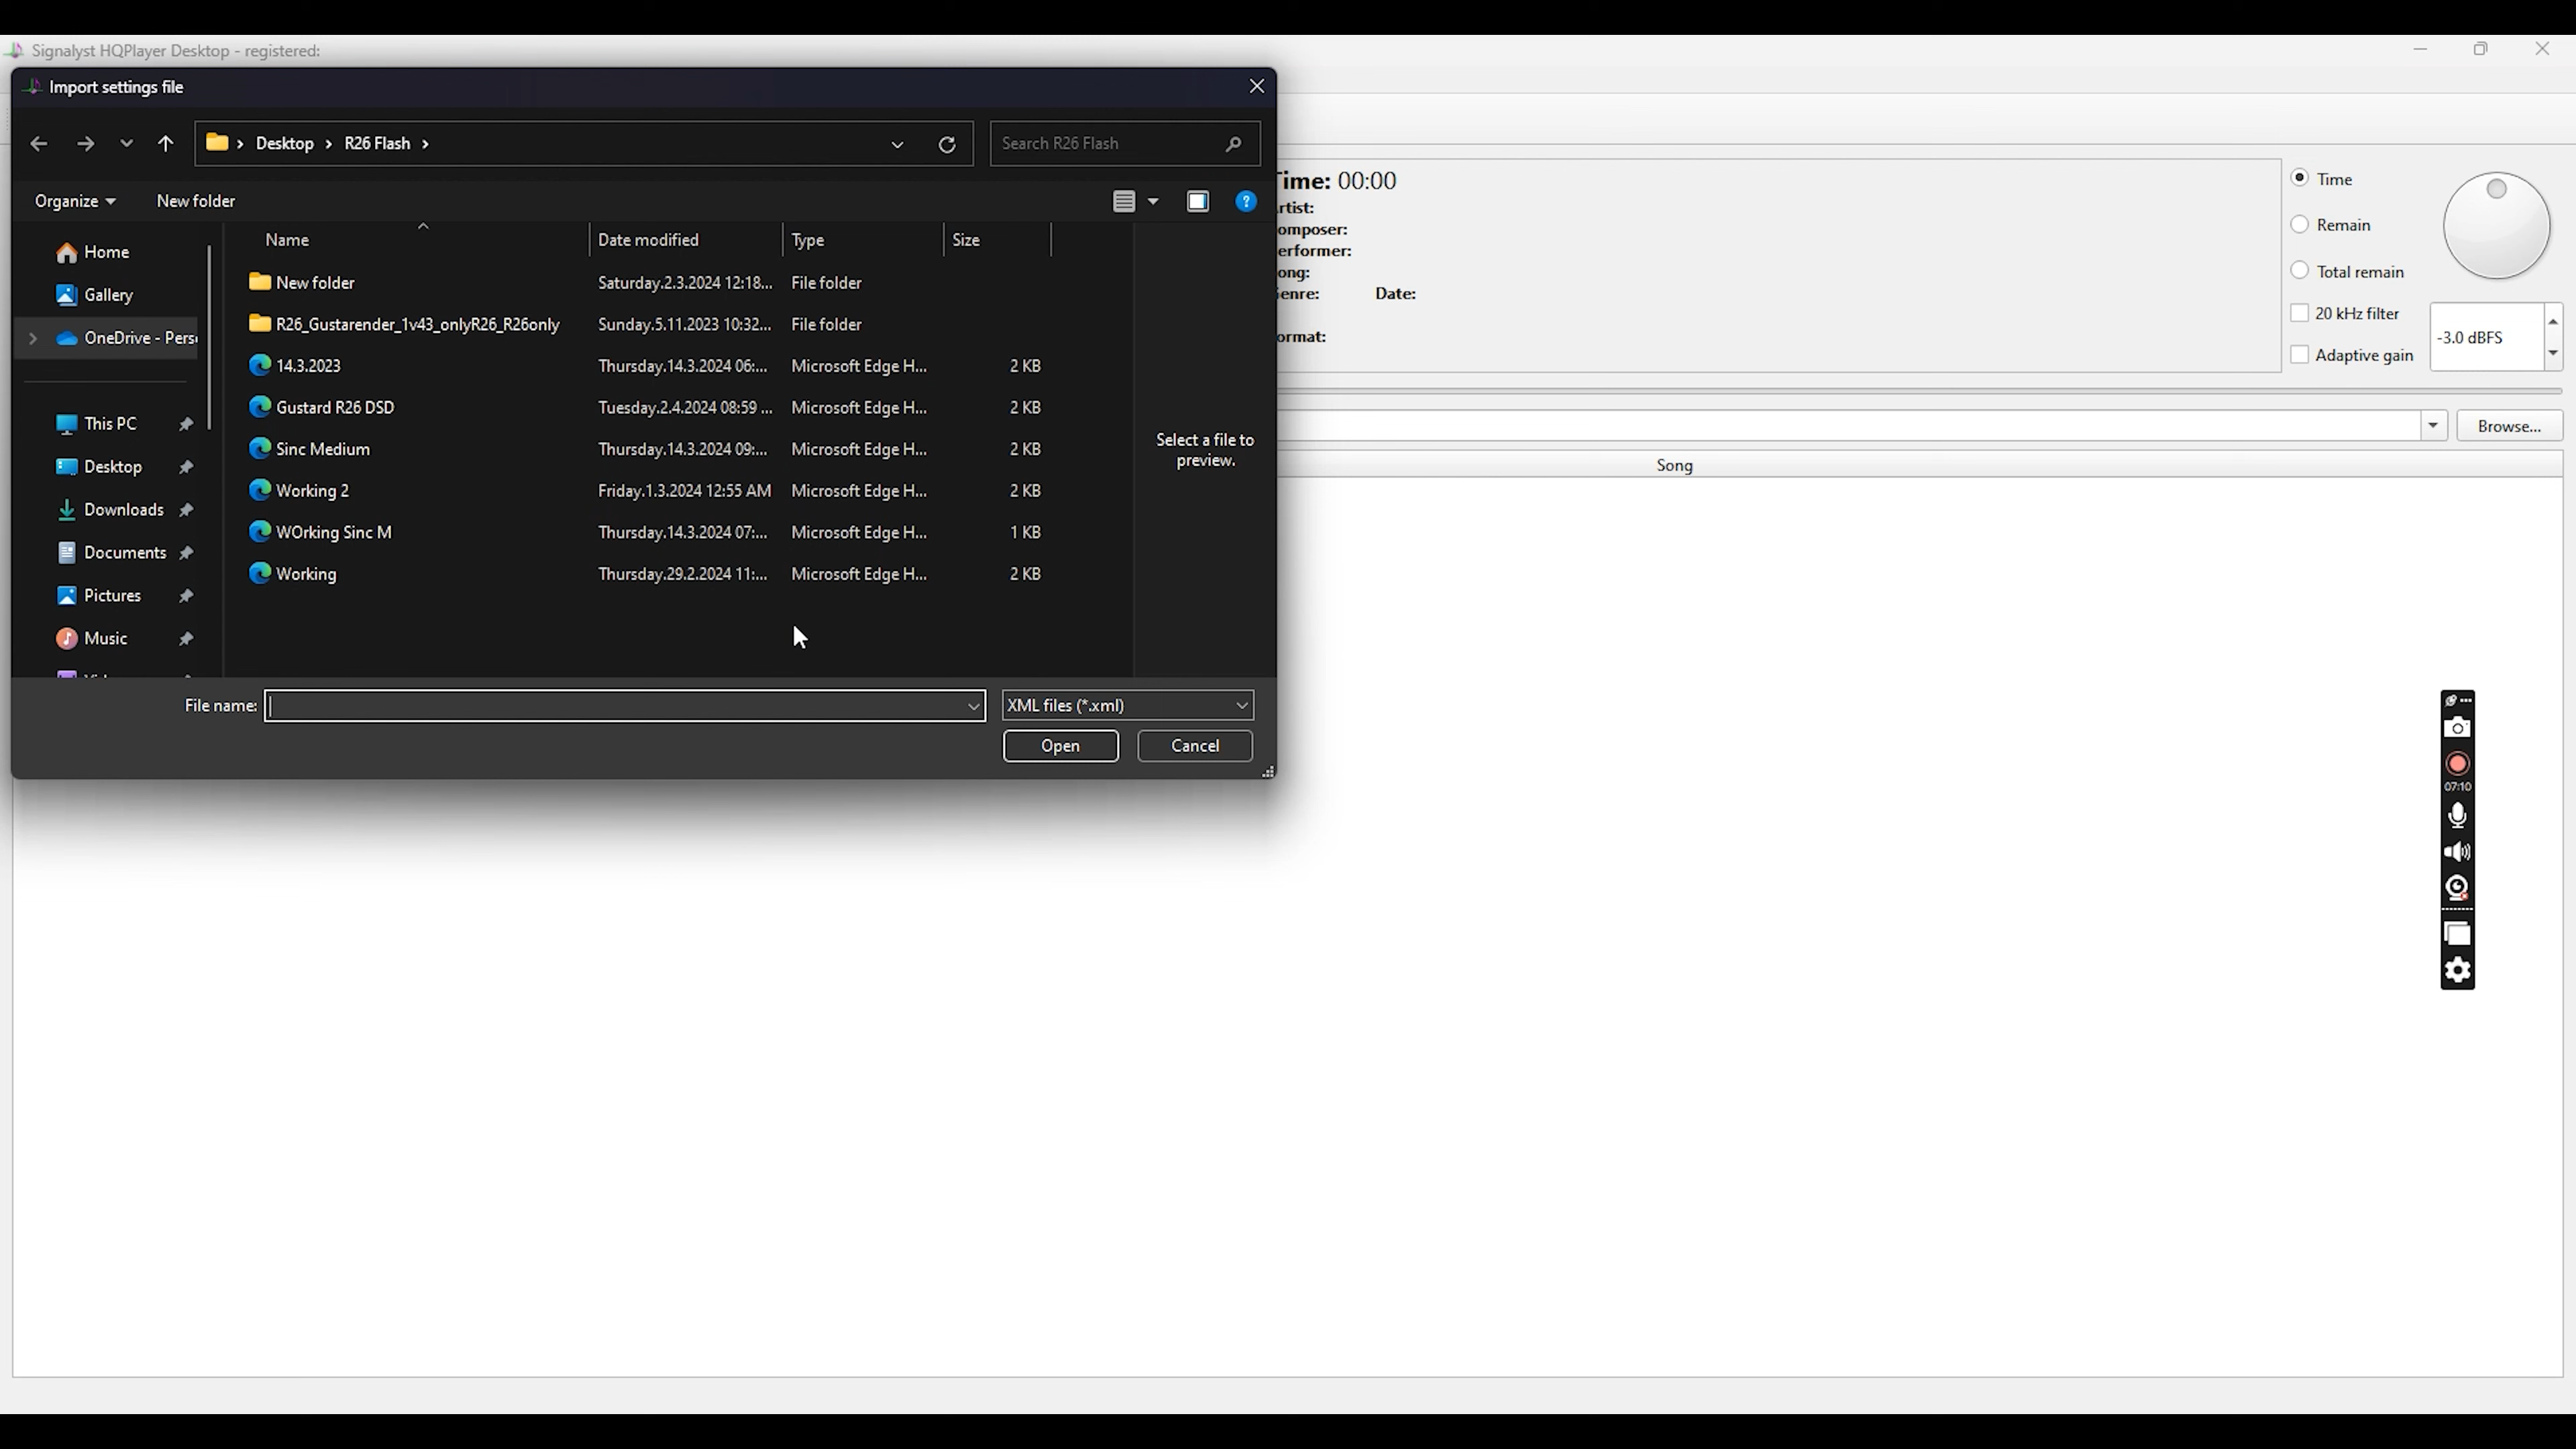 Signalyst HQPlayer Desktop - registered:
Import settings file
Desktop > R26 Flash >
Search R26 Flash
Organize
New folder
Name
Date modified
Type
Size
Home
Gallery
OneDrive - Pers
This PC
Desktop
Downloads
Documents
Pictures
Music
New folder Saturday.2.3.2024 12:18... File folder
R26_Gustarender_1v43_onlyR26_R26only Sunday.5.11.2023 10:32... File folder
14.3.2023 Thursday.14.3.2024 06:... Microsoft Edge H... 2 KB
Gustard R26 DSD Tuesday.2.4.2024 08:59 ... Microsoft Edge H... 2 KB
Sinc Medium Thursday.14.3.2024 09:... Microsoft Edge H... 2 KB
Working 2 Friday.1.3.2024 12:55 AM Microsoft Edge H... 2 KB
WOrking Sinc M Thursday.14.3.2024 07:... Microsoft Edge H... 1 KB
Working Thursday.29.2.2024 11:... Microsoft Edge H... 2 KB
Select a file to
preview.
File name:
XML files (*.xml)
Open
Cancel
ime: 00:00
rtist:
omposer:
erformer:
ong:
enre: Date:
ormat:
Time
Remain
Total remain
20 kHz filter
Adaptive gain
-3.0 dBFS
Browse...
Song
07:10